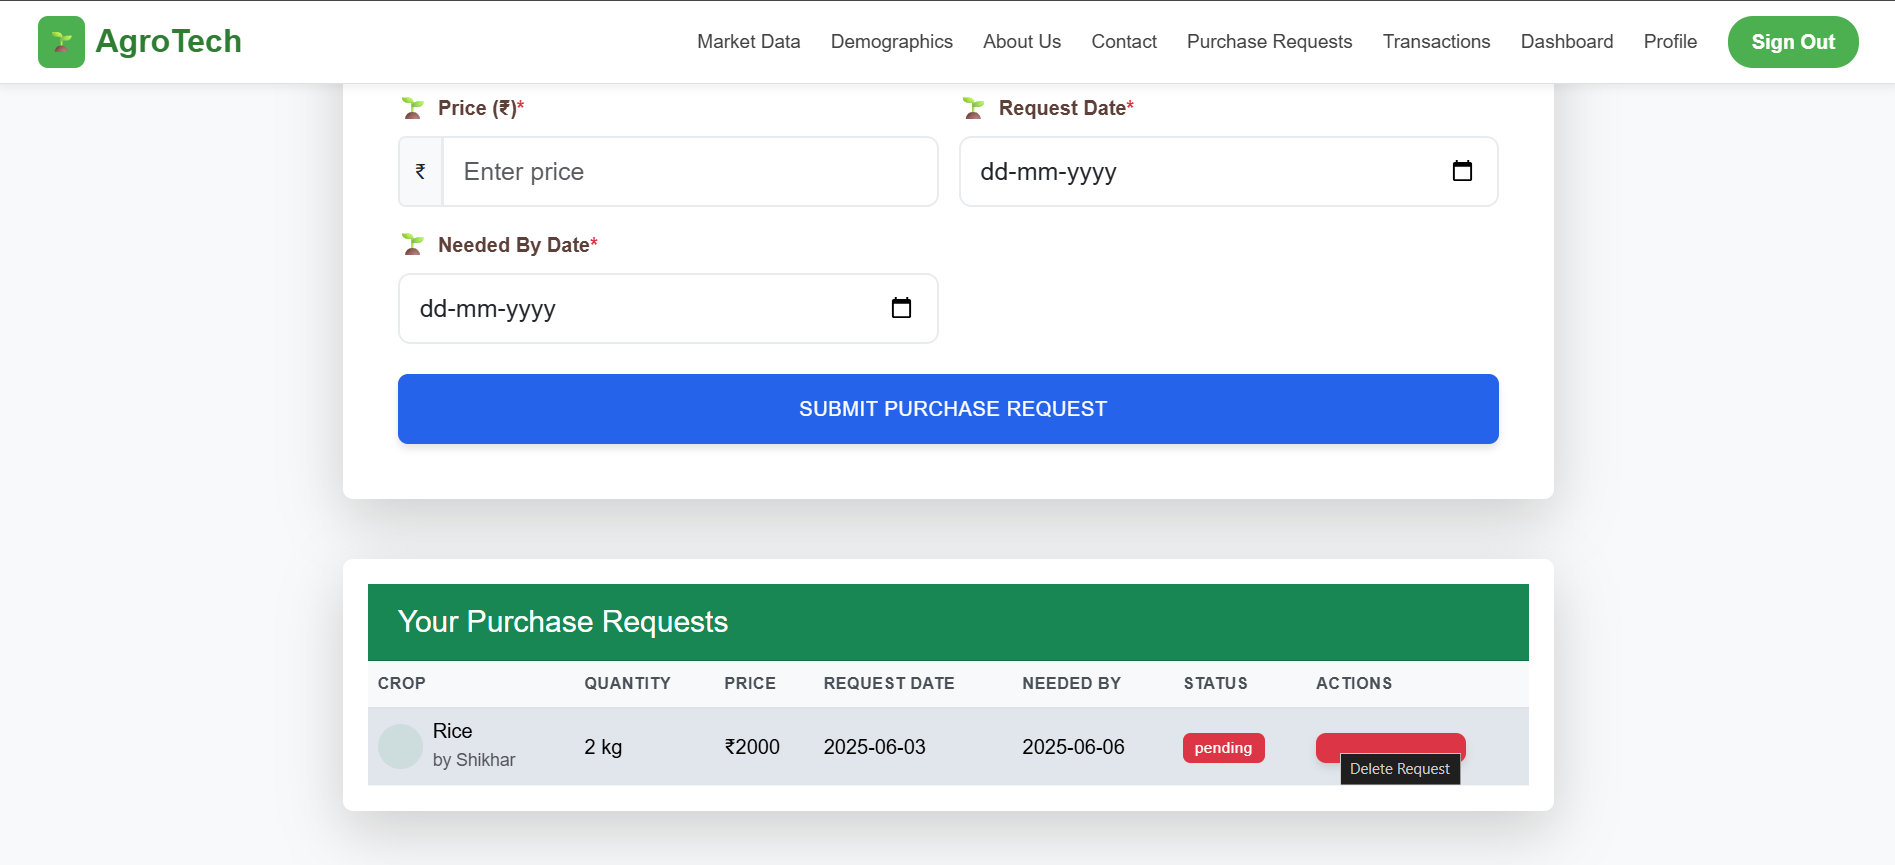 AgroTech
Market Data Demographics About Us Contact Purchase Requests Transactions Dashboard Profile Sign Out
Price (₹)* Request Date*
₹ Enter price dd-mm-yyyy
Needed By Date*
dd-mm-yyyy
SUBMIT PURCHASE REQUEST
Your Purchase Requests
CROP QUANTITY PRICE REQUEST DATE NEEDED BY STATUS ACTIONS
Rice
by Shikhar
2 kg ₹2000 2025-06-03 2025-06-06 pending
Delete Request